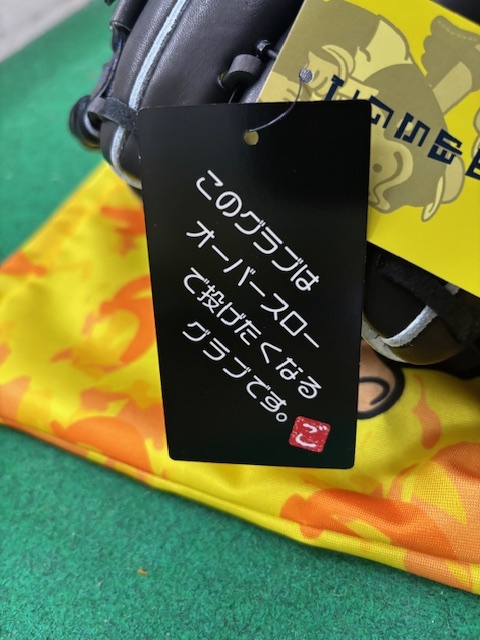 このグラブは
オーバースロー
で投げたくなる
グラブです。
ごし